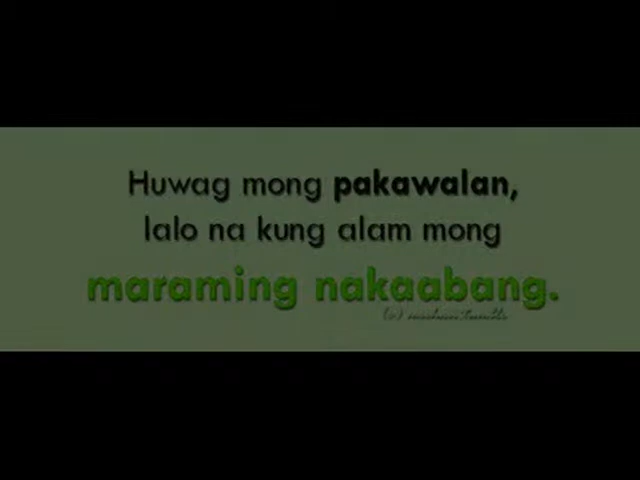 Huwag mong pakawalan,
lalo na kung alam mong
maraming nakaabang.